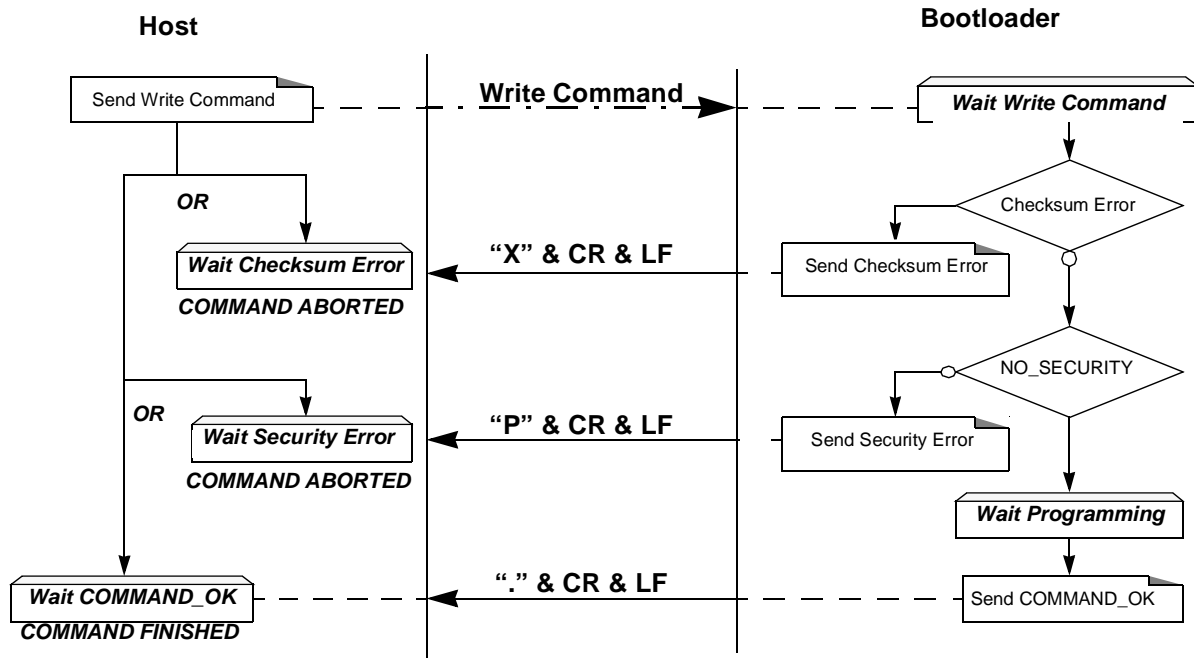 Host
Bootloader
Send Write Command
Write Command
Wait Write Command
OR
Checksum Error
Wait Checksum Error
“X” & CR & LF
Send Checksum Error
COMMAND ABORTED
NO_SECURITY
OR
Wait Security Error
“P” & CR & LF
Send Security Error
COMMAND ABORTED
Wait Programming
Wait COMMAND_OK
“.” & CR & LF
Send COMMAND_OK
COMMAND FINISHED